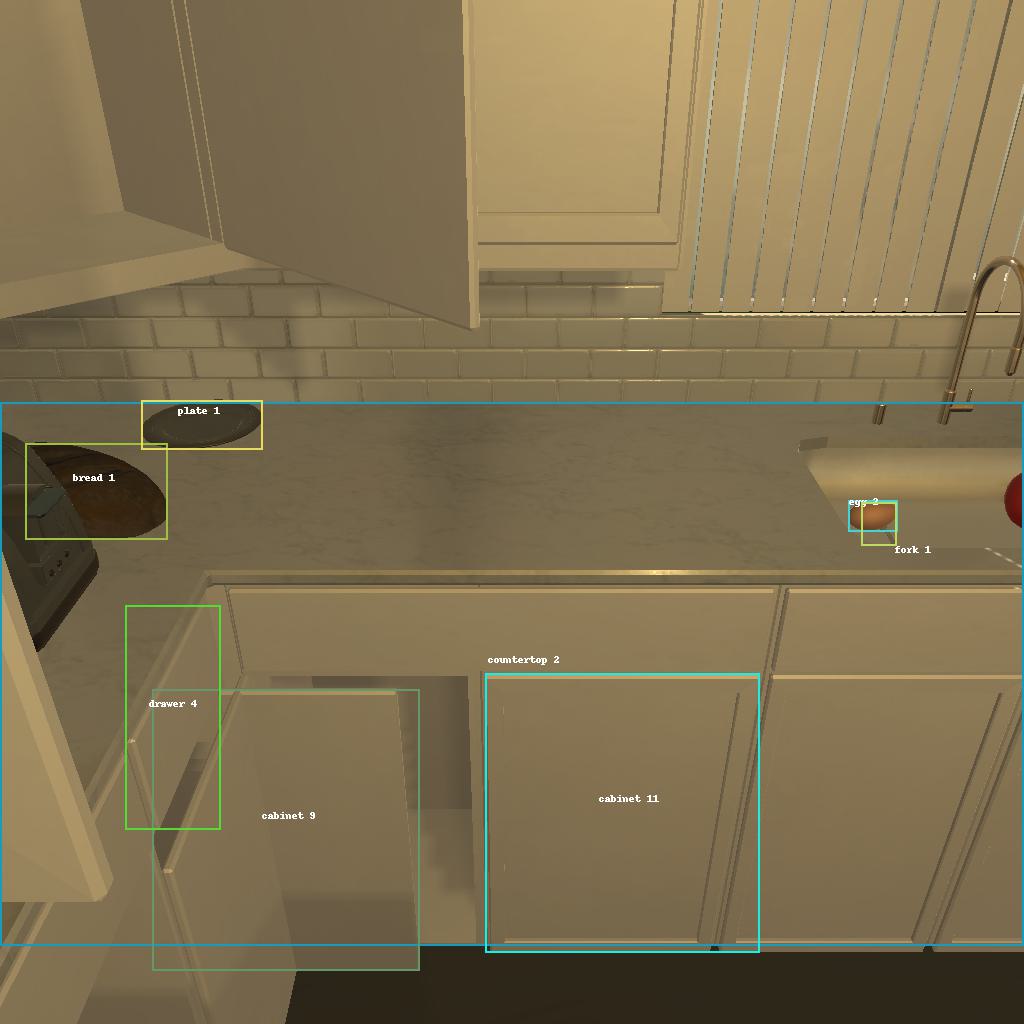 plate 1
bread 1
egg 2
fork 1
countertop 2
drawer 4
cabinet 11
cabinet 9